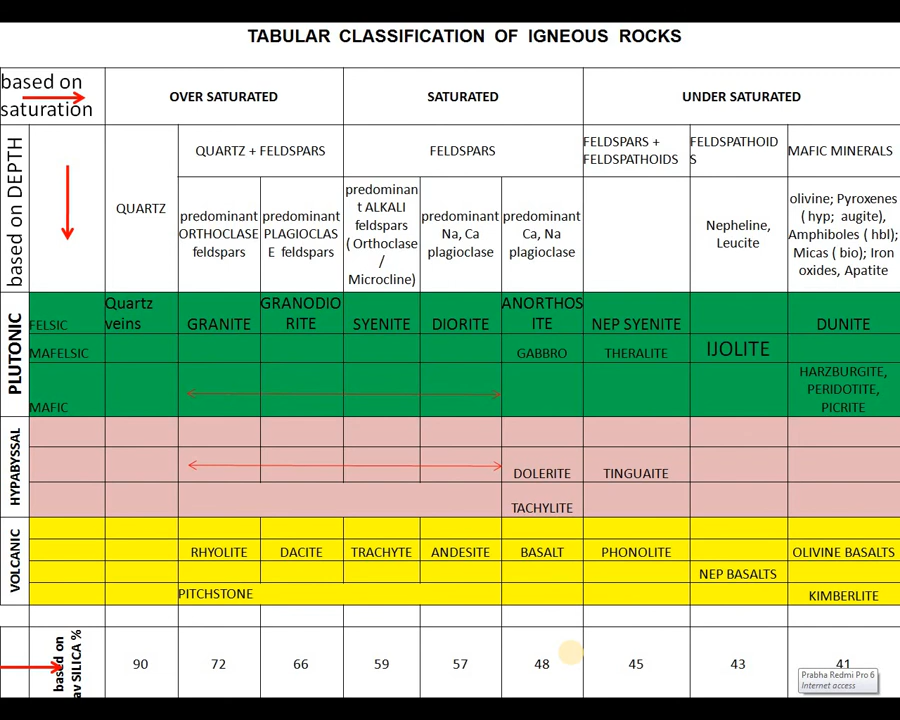 TABULAR CLASSIFICATION OF IGNEOUS ROCKS
based on
saturation
OVER SATURATED
SATURATED
UNDER SATURATED
based on DEPTH
QUARTZ
QUARTZ + FELDSPARS
FELDSPARS
FELDSPARS +
FELDSPATHOIDS
FELDSPATHOID
S
MAFIC MINERALS
predominant
ORTHOCLASE
feldspars
predominant
PLAGIOCLAS
E feldspars
predominan
t ALKALI
feldspars
( Orthoclase
/
Microcline)
predominant
Na, Ca
plagioclase
predominant
Ca, Na
plagioclase
Nepheline,
Leucite
olivine; Pyroxenes
( hyp; augite),
Amphiboles ( hbl);
Micas ( bio); Iron
oxides, Apatite
PLUTONIC
FELSIC
Quartz
veins
GRANITE
GRANODIO
RITE
SYENITE
DIORITE
ANORTHOS
ITE
NEP SYENITE
DUNITE
MAFELSIC
GABBRO
THERALITE
IJOLITE
MAFIC
HARZBURGITE,
PERIDOTITE,
PICRITE
HYPABYSSAL
DOLERITE
TINGUAITE
TACHYLITE
VOLCANIC
RHYOLITE
DACITE
TRACHYTE
ANDESITE
BASALT
PHONOLITE
OLIVINE BASALTS
NEP BASALTS
PITCHSTONE
KIMBERLITE
based on
av SILICA %
90
72
66
59
57
48
45
43
41
Prabha Redmi Pro 6
Internet access